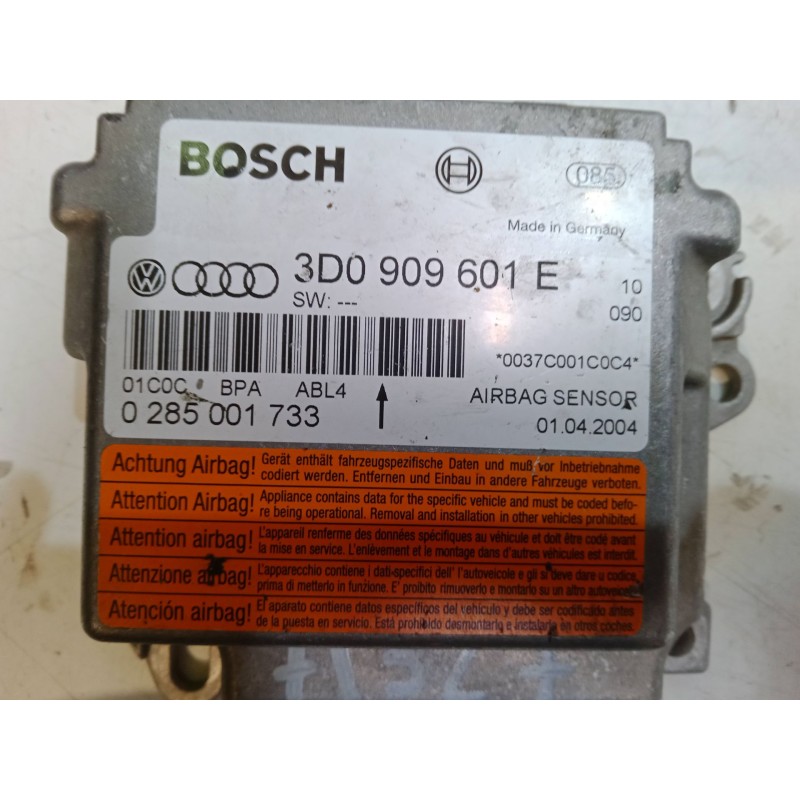 BOSCH
085
Made in Germany
3D0 909 601 E
10
SW: ---
090
*0037C001C0C4*
01C0C BPA ABL4
AIRBAG SENSOR
0 285 001 733
01.04.2004
Achtung Airbag! Gerät enthält fahrzeugspezifische Daten und muß vor Inbetriebnahme
codiert werden. Entfernen und Einbau in andere Fahrzeuge verboten.
Attention Airbag! Appliance contains data for the specific vehicle and must be coded befo-
re being operational. Removal and installation in other vehicles prohibited.
Attention airbag! L'appareil renferme des données spécifiques au véhicule et doit être codé avant
la mise en service. L'enlèvement et le montage dans d'autres véhicules est interdit.
Attenzione airbag! L'apparecchio contiene i dati-specifici dell' l'autoveicole e gli si deve dare u codice,
prima di metterlo in funzione. E' proibito rimuoverlo e montarlo su un altro autoveicolo
Atención airbag! El aparato contiene datos específicos del vehículo y debe ser codificado antes
de la puesta en servicio. Está prohibido desmontarlo e instalarlo en otros coches.